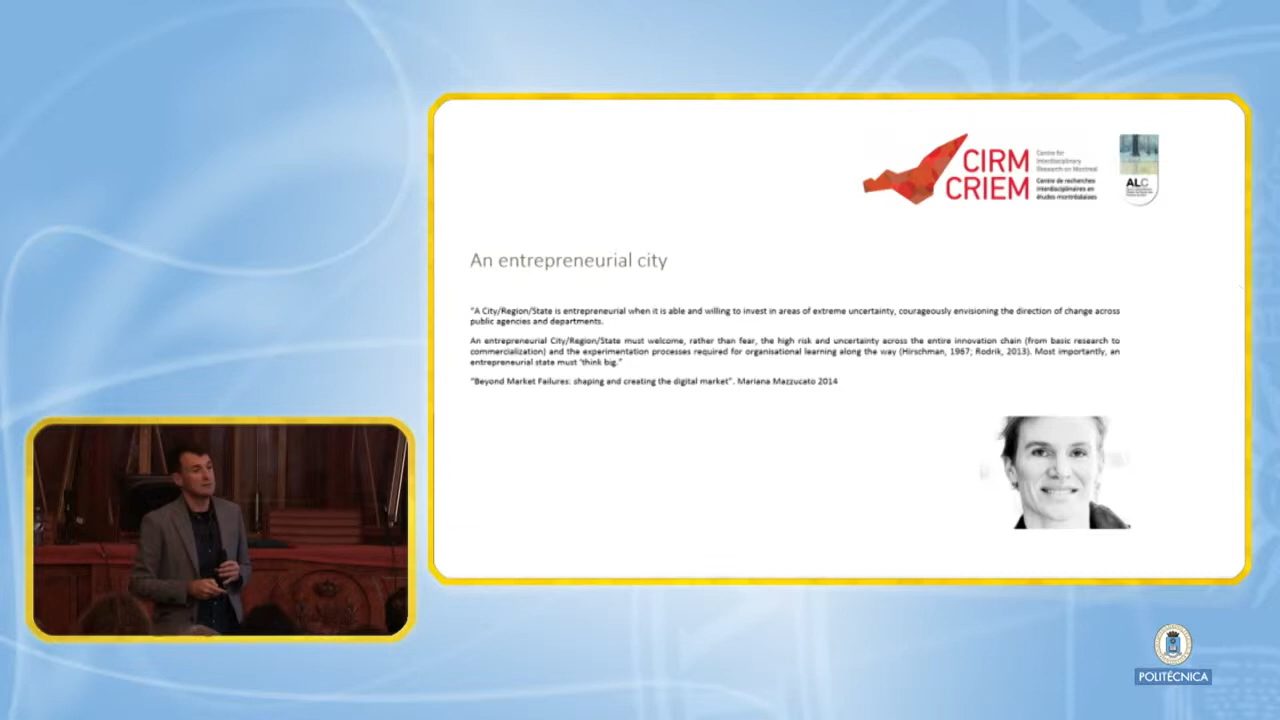 CIRM
CRIEM
Centre for
Interdisciplinary
Research on Montreal
Centre de recherches
interdisciplinaires en
études montréalaises
ALC
An entrepreneurial city
"A City/Region/State is entrepreneurial when it is able and willing to invest in areas of extreme uncertainty, courageously envisioning the direction of change across
public agencies and departments.
An entrepreneurial City/Region/State must welcome, rather than fear, the high risk and uncertainty across the entire innovation chain (from basic research to
commercialization) and the experimentation processes required for organisational learning along the way (Hirschman, 1967; Rodrik, 2013). Most importantly, an
entrepreneurial state must 'think big."
"Beyond Market Failures: shaping and creating the digital market". Mariana Mazzucato 2014
POLITÉCNICA